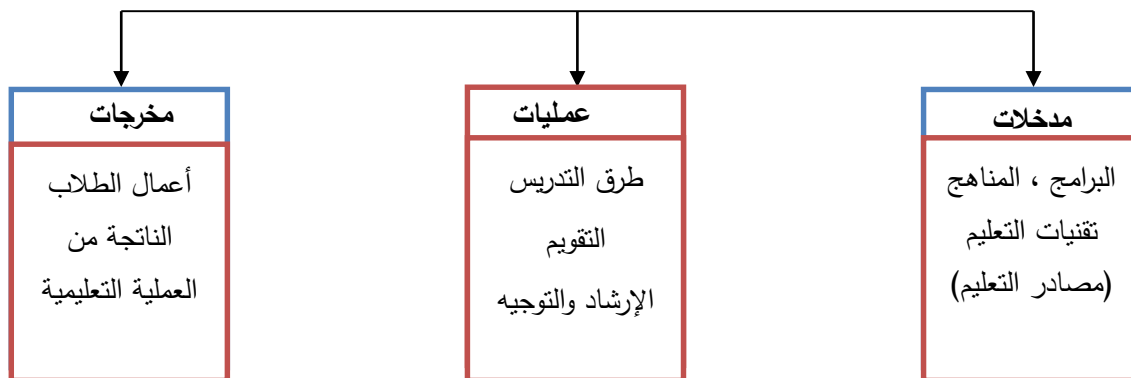 مدخلات
البرامج ، المناهج
تقنيات التعليم
(مصادر التعليم)
عمليات
طرق التدريس
التقويم
الإرشاد والتوجيه
مخرجات
أعمال الطلاب
الناتجة من
العملية التعليمية